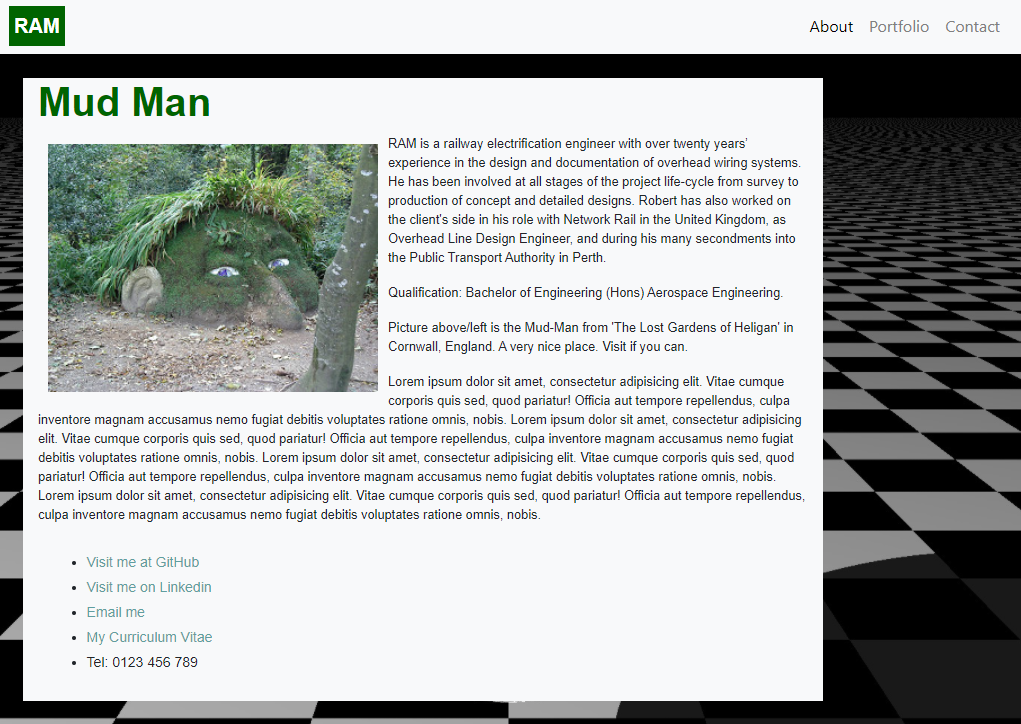 RAM
About Portfolio Contact
Mud Man
RAM is a railway electrification engineer with over twenty years’
experience in the design and documentation of overhead wiring systems.
He has been involved at all stages of the project life-cycle from survey to
production of concept and detailed designs. Robert has also worked on
the client's side in his role with Network Rail in the United Kingdom, as
Overhead Line Design Engineer, and during his many secondments into
the Public Transport Authority in Perth.
Qualification: Bachelor of Engineering (Hons) Aerospace Engineering.
Picture above/left is the Mud-Man from 'The Lost Gardens of Heligan' in
Cornwall, England. A very nice place. Visit if you can.
Lorem ipsum dolor sit amet, consectetur adipisicing elit. Vitae cumque
corporis quis sed, quod pariatur! Officia aut tempore repellendus, culpa
inventore magnam accusamus nemo fugiat debitis voluptates ratione omnis, nobis. Lorem ipsum dolor sit amet, consectetur adipisicing
elit. Vitae cumque corporis quis sed, quod pariatur! Officia aut tempore repellendus, culpa inventore magnam accusamus nemo fugiat
debitis voluptates ratione omnis, nobis. Lorem ipsum dolor sit amet, consectetur adipisicing elit. Vitae cumque corporis quis sed, quod
pariatur! Officia aut tempore repellendus, culpa inventore magnam accusamus nemo fugiat debitis voluptates ratione omnis, nobis.
Lorem ipsum dolor sit amet, consectetur adipisicing elit. Vitae cumque corporis quis sed, quod pariatur! Officia aut tempore repellendus,
culpa inventore magnam accusamus nemo fugiat debitis voluptates ratione omnis, nobis.
Visit me at GitHub
Visit me on Linkedin
Email me
My Curriculum Vitae
Tel: 0123 456 789